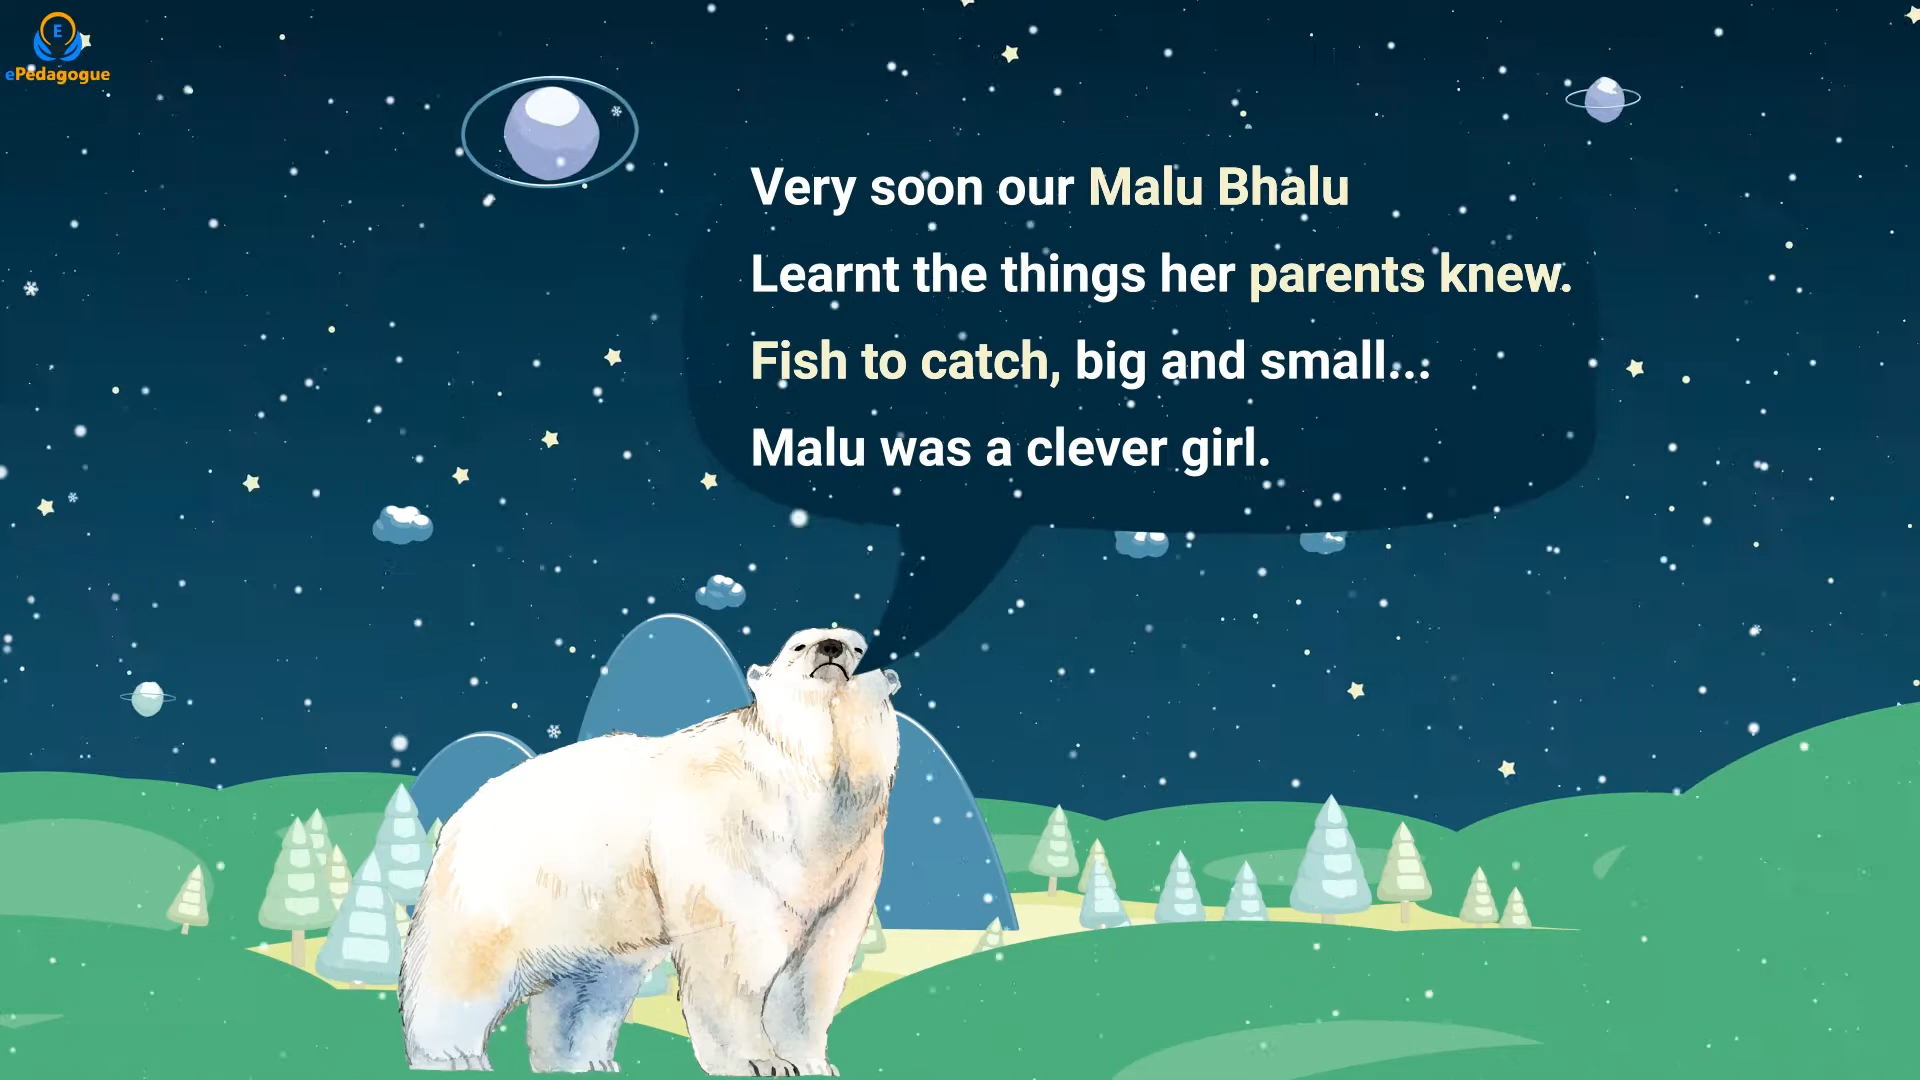 E
ePedagogue
Very soon our Malu Bhalu
Learnt the things her parents knew.
Fish to catch, big and small...
Malu was a clever girl.